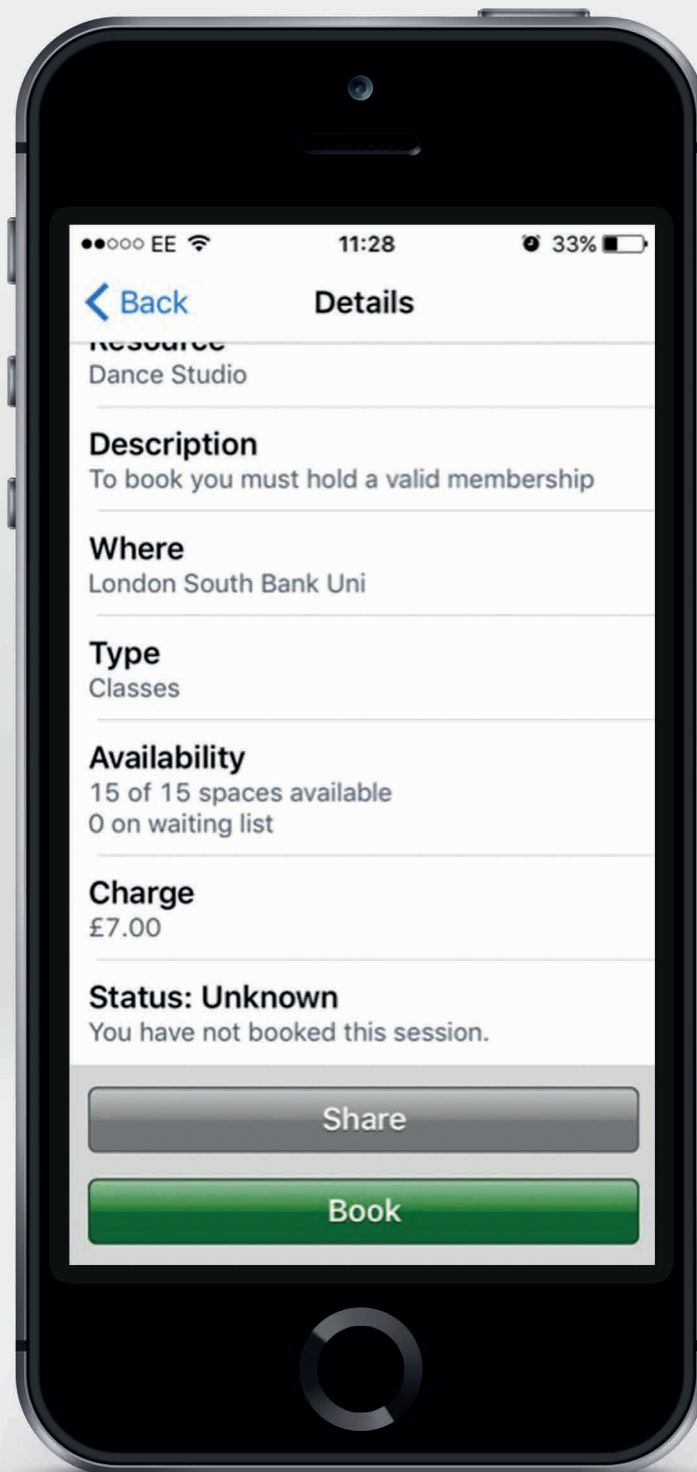 EE 11:28 33%
Back Details
Resource
Dance Studio
Description
To book you must hold a valid membership
Where
London South Bank Uni
Type
Classes
Availability
15 of 15 spaces available
0 on waiting list
Charge
£7.00
Status: Unknown
You have not booked this session.
Share
Book